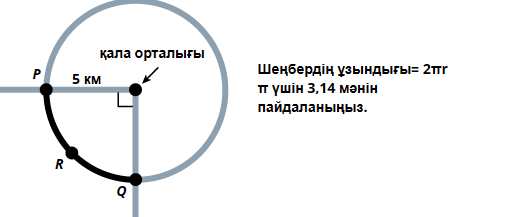 қала орталығы
P
5 км
R
Q
Шеңбердің ұзындығы= 2πr
π үшін 3,14 мәнін
пайдаланыңыз.